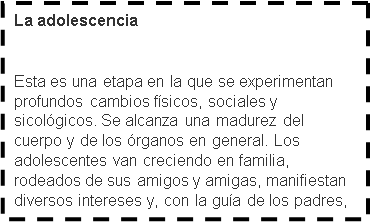 La adolescencia
Esta es una etapa en la que se experimentan
profundos cambios físicos, sociales y
sicológicos. Se alcanza una madurez del
cuerpo y de los órganos en general. Los
adolescentes van creciendo en familia,
rodeados de sus amigos y amigas, manifiestan
diversos intereses y, con la guía de los padres,